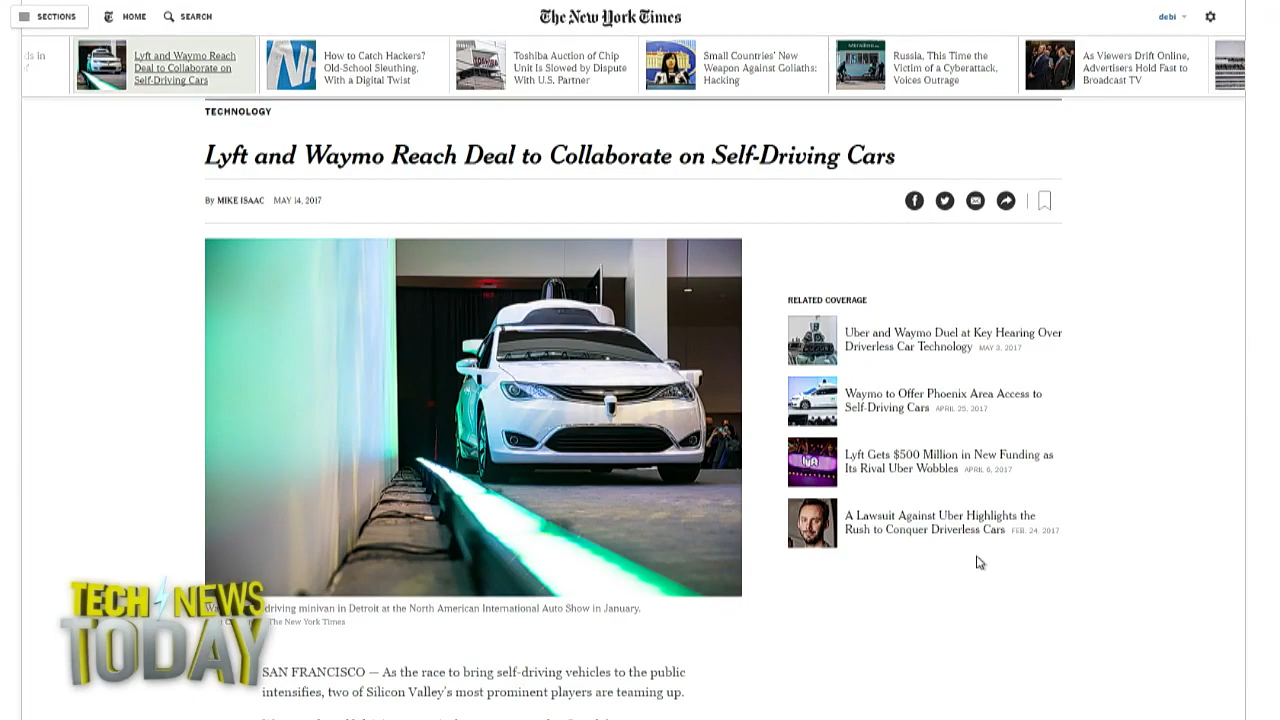 SECTIONS
HOME
SEARCH
The New York Times
debi
ds in
Lyft and Waymo Reach
Deal to Collaborate on
Self-Driving Cars
How to Catch Hackers?
Old-School Sleuthing,
With a Digital Twist
TOSHIBA
Toshiba Auction of Chip
Unit Is Slowed by Dispute
With U.S. Partner
Small Countries' New
Weapon Against Goliaths:
Hacking
Russia, This Time the
Victim of a Cyberattack,
Voices Outrage
As Viewers Drift Online,
Advertisers Hold Fast to
Broadcast TV
TECHNOLOGY
Lyft and Waymo Reach Deal to Collaborate on Self-Driving Cars
By MIKE ISAAC MAY 14, 2017
RELATED COVERAGE
Uber and Waymo Duel at Key Hearing Over
Driverless Car Technology MAY 3, 2017
Waymo to Offer Phoenix Area Access to
Self-Driving Cars APRIL 25, 2017
lyft
Lyft Gets $500 Million in New Funding as
Its Rival Uber Wobbles APRIL 6, 2017
A Lawsuit Against Uber Highlights the
Rush to Conquer Driverless Cars FEB. 24, 2017
driving minivan in Detroit at the North American International Auto Show in January.
The New York Times
TECH NEWS
TODAY
SAN FRANCISCO — As the race to bring self-driving vehicles to the public
intensifies, two of Silicon Valley's most prominent players are teaming up.